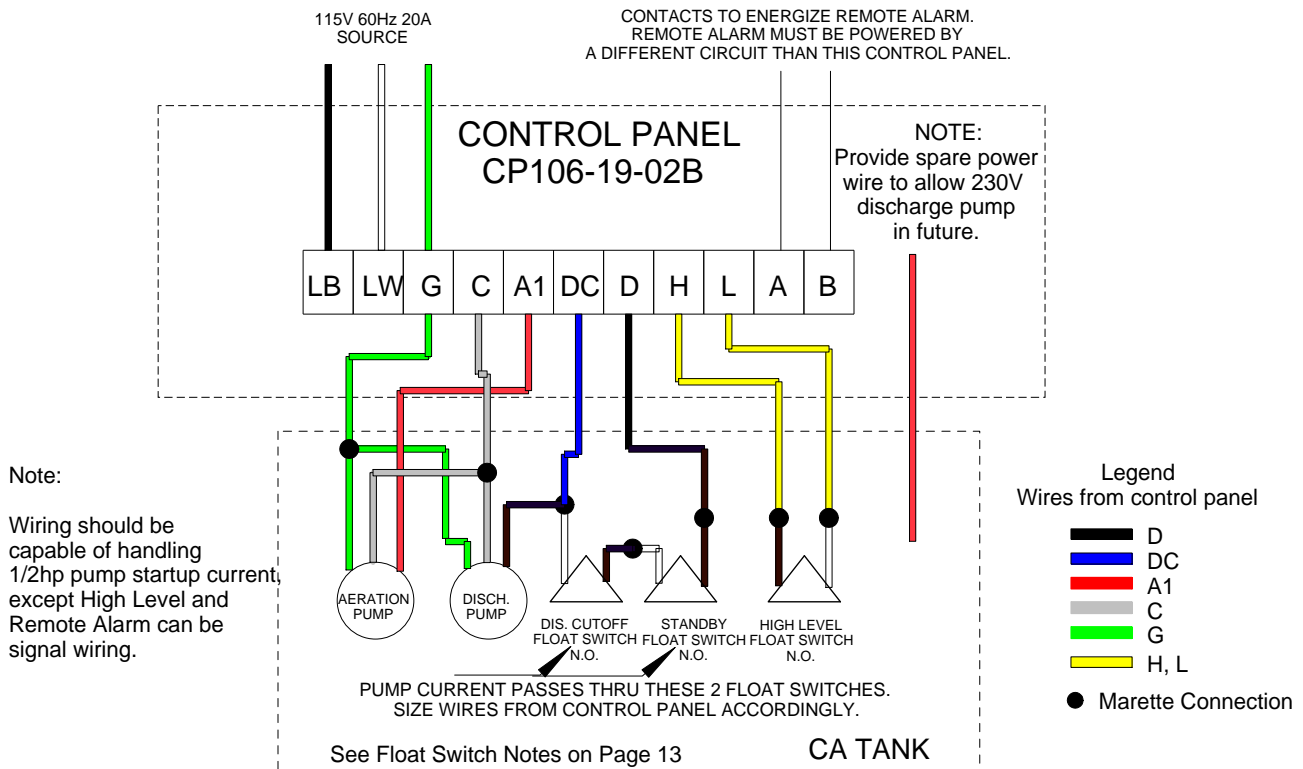 115V 60Hz 20A
SOURCE
CONTACTS TO ENERGIZE REMOTE ALARM.
REMOTE ALARM MUST BE POWERED BY
A DIFFERENT CIRCUIT THAN THIS CONTROL PANEL.
CONTROL PANEL
CP106-19-02B
NOTE:
Provide spare power
wire to allow 230V
discharge pump
in future.
LB LW G C A1 DC D H L A B
Note:
Wiring should be
capable of handling
1/2hp pump startup current,
except High Level and
Remote Alarm can be
signal wiring.
AERATION
PUMP
DISCH.
PUMP
DIS. CUTOFF
FLOAT SWITCH
N.O.
STANDBY
FLOAT SWITCH
N.O.
HIGH LEVEL
FLOAT SWITCH
N.O.
PUMP CURRENT PASSES THRU THESE 2 FLOAT SWITCHES.
SIZE WIRES FROM CONTROL PANEL ACCORDINGLY.
See Float Switch Notes on Page 13
CA TANK
Legend
Wires from control panel
D
DC
A1
C
G
H, L
Marette Connection